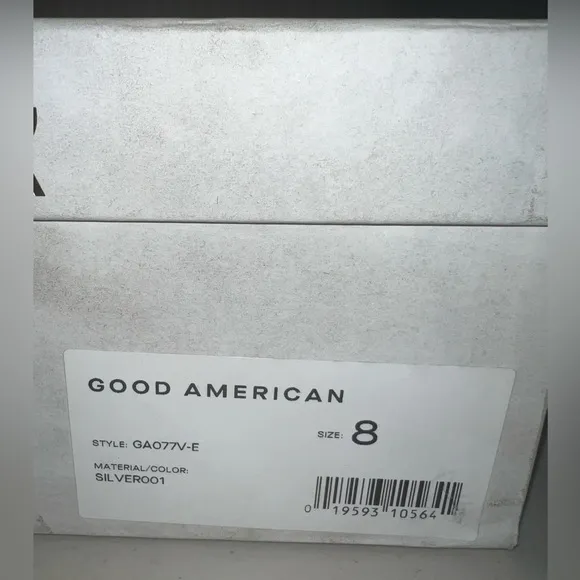 R
GOOD AMERICAN
STYLE: GA077V-E
SIZE: 8
MATERIAL/COLOR:
SILVER001
0 19593 10564